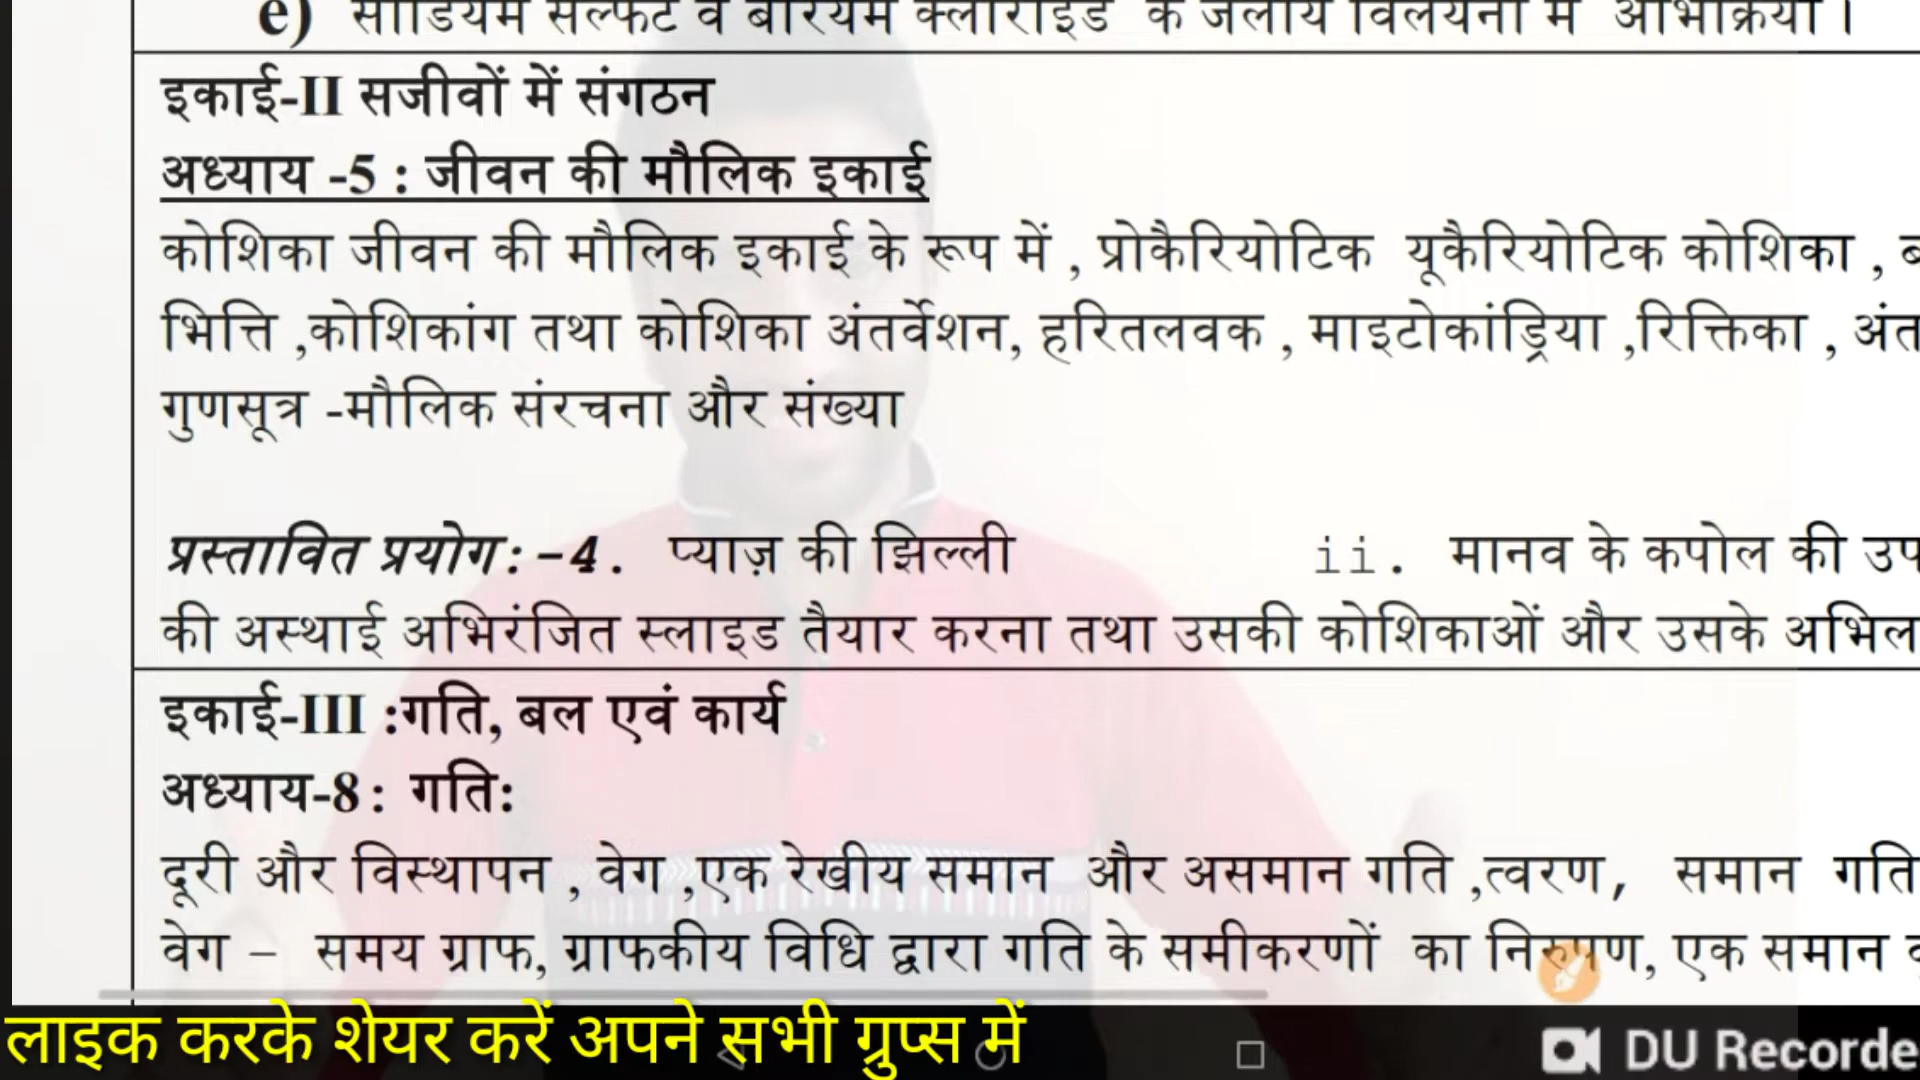 e) सोडियम सल्फेट व बेरियम क्लोराइड के जलीय विलयनों में अभिक्रिया।
इकाई-II सजीवों में संगठन
अध्याय -5 : जीवन की मौलिक इकाई
कोशिका जीवन की मौलिक इकाई के रूप में , प्रोकैरियोटिक यूकैरियोटिक कोशिका ,
भित्ति ,कोशिकांग तथा कोशिका अंतर्वेशन, हरितलवक , माइटोकांड्रिया ,रिक्तिका ,
गुणसूत्र -मौलिक संरचना और संख्या
प्रस्तावित प्रयोग: -4. प्याज़ की झिल्ली ii. मानव के कपोल की
की अस्थाई अभिरंजित स्लाइड तैयार करना तथा उसकी कोशिकाओं और उसके
इकाई-III :गति, बल एवं कार्य
अध्याय-8 : गति:
दूरी और विस्थापन , वेग ,एक रेखीय समान और असमान गति ,त्वरण, समान गति
वेग – समय ग्राफ, ग्राफकीय विधि द्वारा गति के समीकरणों का निरुपण, एक समान
लाइक करके शेयर करें अपने सभी ग्रुप्स में
DU Recorde